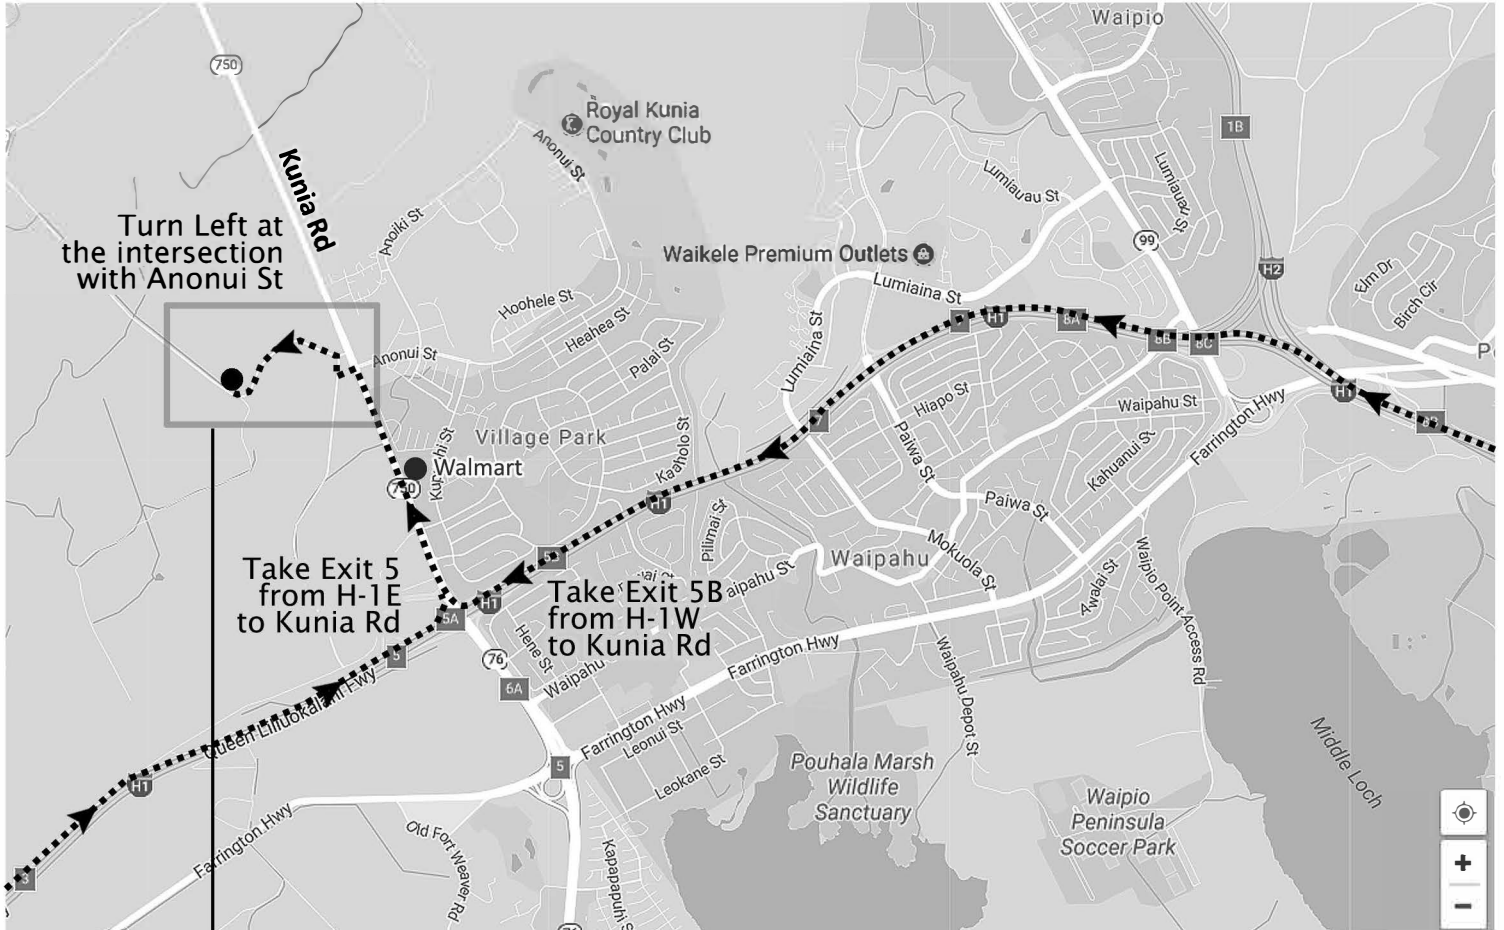 Waipio
750
Royal Kunia
Country Club
Anonui St
1B
Kunia Rd
Lumiauau St
Lumiauau St
Anoiki St
Turn Left at
the intersection
with Anonui St
99
Waikele Premium Outlets
H2
Elm Dr
Birch Cir
Lumiaina St
Hoohele St
Heahea St
H1
8A
Lumiaina St
8B
8C
Palai St
Anonui St
H1
Hiapo St
Waipahu St
Farrington Hwy
7
Village Park
Kaaholo St
Paiwa St
Kahuanui St
Walmart
750
H1
Paiwa St
Pilimai St
Mokuola St
Waipahu
Waipio Point Access Rd
Awalai St
Take Exit 5
from H-1E
to Kunia Rd
H1
Take Exit 5B
from H-1W
to Kunia Rd
5A
Hene St
76
5
6A
Waipahu
Farrington Hwy
Waipahu Depot St
Queen Liliuokalani Fwy
Farrington Hwy
Leonui St
Leokane St
5
H1
Pouhala Marsh
Wildlife
Sanctuary
Middle Loch
Waipio
Peninsula
Soccer Park
Farrington Hwy
Old Fort Weaver Rd
3
+
−